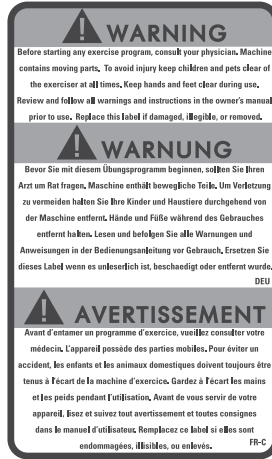 WARNING
Before starting any exercise program, consult your physician. Machine
contains moving parts. To avoid injury keep children and pets clear of
the exerciser at all times. Keep hands and feet clear during use.
Review and follow all warnings and instructions in the owner's manual
prior to use. Replace this label if damaged, illegible, or removed.
WARNUNG
Bevor Sie mit diesem Übungsprogramm beginnen, sollten Sie Ihren
Arzt um Rat fragen. Maschine enthält bewegliche Teile. Um Verletzung
zu vermeiden halten Sie Ihre Kinder und Haustiere durchgehend von
der Maschine entfernt. Hände und Füße während des Gebrauches
entfernt halten. Lesen und befolgen Sie alle Warnungen und
Anweisungen in der Bedienungsanleitung vor Gebrauch. Ersetzen Sie
dieses Label wenn es unleserlich ist, beschaedigt oder entfernt wurde.
DEU
AVERTISSEMENT
Avant d'entamer un programme d'exercice, vueillez consulter votre
médecin. L'appareil possède des parties mobiles. Pour éviter un
accident, les enfants et les animaux domestiques doivent toujours être
tenus à l'écart de la machine d'exercice. Gardez à l'écart les mains
et les peids pendant l'utilisation. Avant de vous servir de votre
appareil, lisez et suivez tout avertissement et toutes consignes
dans le manuel d'utilisateur. Remplacez ce label si elles sont
endommagées, illisibles, ou enlevés.
FR-C